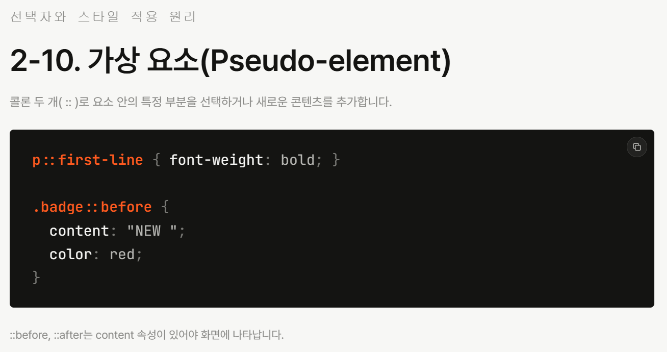 선택자와 스타일 적용 원리
2-10. 가상 요소(Pseudo-element)
콜론 두 개( :: )로 요소 안의 특정 부분을 선택하거나 새로운 콘텐츠를 추가합니다.
p::first-line { font-weight: bold; }
.badge::before {
  content: "NEW ";
  color: red;
}
::before, ::after는 content 속성이 있어야 화면에 나타납니다.